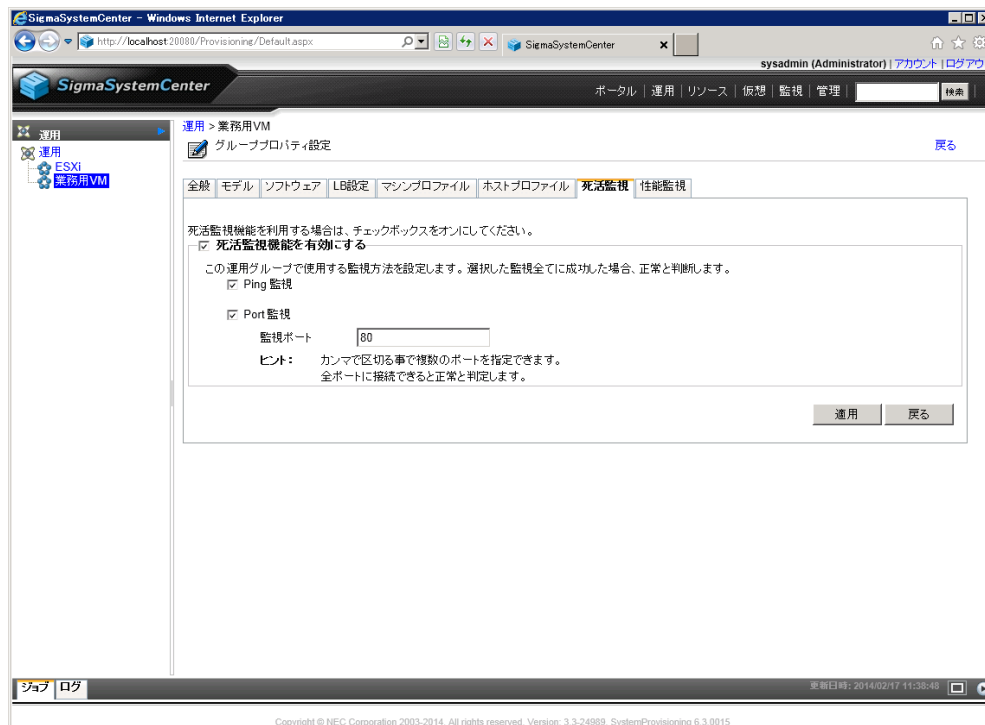 SigmaSystemCenter - Windows Internet Explorer
http://localhost:20080/Provisioning/Default.aspx
SigmaSystemCenter
sysadmin (Administrator) | アカウント | ログアウ
SigmaSystemCenter
ポータル | 運用 | リソース | 仮想 | 監視 | 管理 | 検索
運用
運用
ESXi
業務用VM
運用 > 業務用VM
グループプロパティ設定
戻る
全般 モデル ソフトウェア LB設定 マシンプロファイル ホストプロファイル 死活監視 性能監視
死活監視機能を利用する場合は、チェックボックスをオンにしてください。
死活監視機能を有効にする
この運用グループで使用する監視方法を設定します。選択した監視全てに成功した場合、正常と判断します。
Ping 監視
Port 監視
監視ポート 80
ヒント: カンマで区切る事で複数のポートを指定できます。
全ポートに接続できると正常と判定します。
適用 戻る
ジョブ ログ
更新日時: 2014/02/17 11:38:48
Copyright © NEC Corporation 2003-2014. All rights reserved. Version: 3.3-24989, SystemProvisioning 6.3.0015